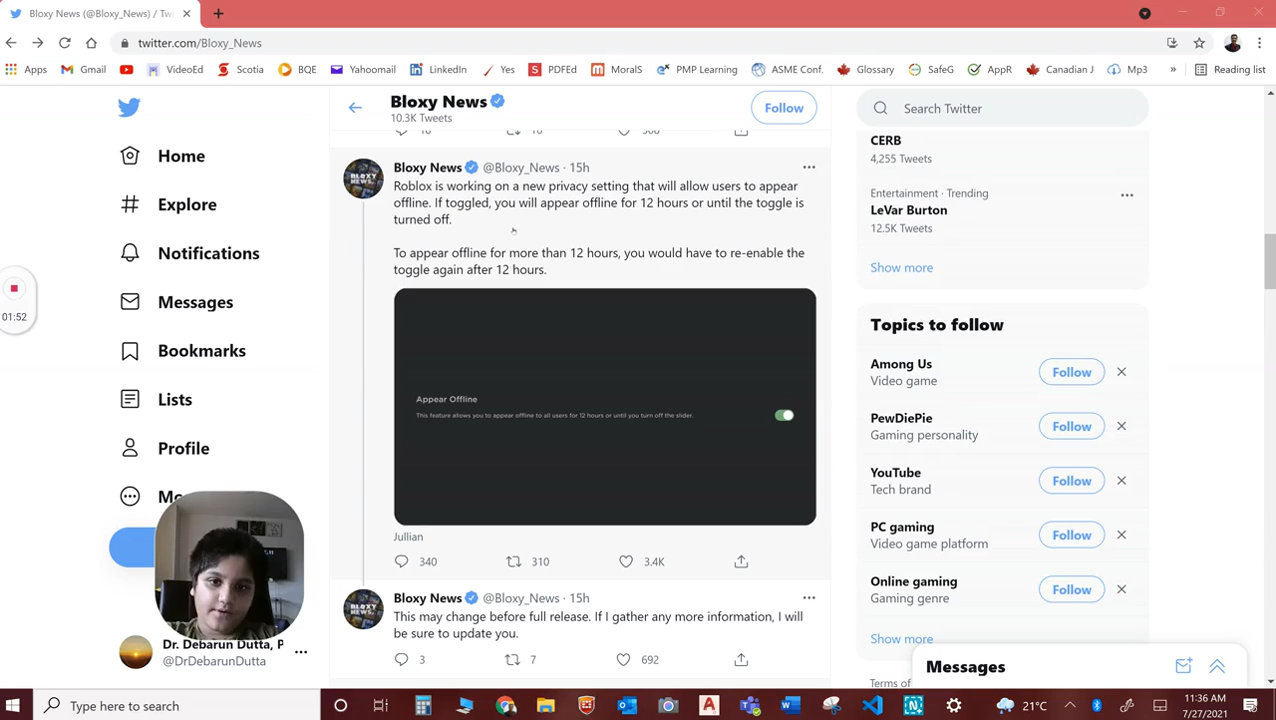 Bloxy News (@Bloxy_News) / Tw
twitter.com/Bloxy_News
Apps Gmail VideoEd Scotia BQE Yahoomail LinkedIn Yes PDFEd MoralS PMP Learning ASME Conf. Glossary SafeG AppR Canadian J Mp3 » Reading list
Bloxy News
10.3K Tweets
Follow
Search Twitter
Home
Explore
Notifications
Messages
Bookmarks
Lists
Profile
Mo
01:52
Bloxy News @Bloxy_News · 15h
Roblox is working on a new privacy setting that will allow users to appear
offline. If toggled, you will appear offline for 12 hours or until the toggle is
turned off.
To appear offline for more than 12 hours, you would have to re-enable the
toggle again after 12 hours.
Appear Offline
This feature allows you to appear offline to all users for 12 hours or until you turn off the slider.
Jullian
340 310 3.4K
Bloxy News @Bloxy_News · 15h
This may change before full release. If I gather any more information, I will
be sure to update you.
3 7 692
CERB
4,255 Tweets
Entertainment · Trending
LeVar Burton
12.5K Tweets
Show more
Topics to follow
Among Us
Video game
Follow
PewDiePie
Gaming personality
Follow
YouTube
Tech brand
Follow
PC gaming
Video game platform
Follow
Online gaming
Gaming genre
Follow
Show more
Terms of
Messages
Dr. Debarun Dutta, P
@DrDebarunDutta
Type here to search
21°C
11:36 AM
7/27/2021